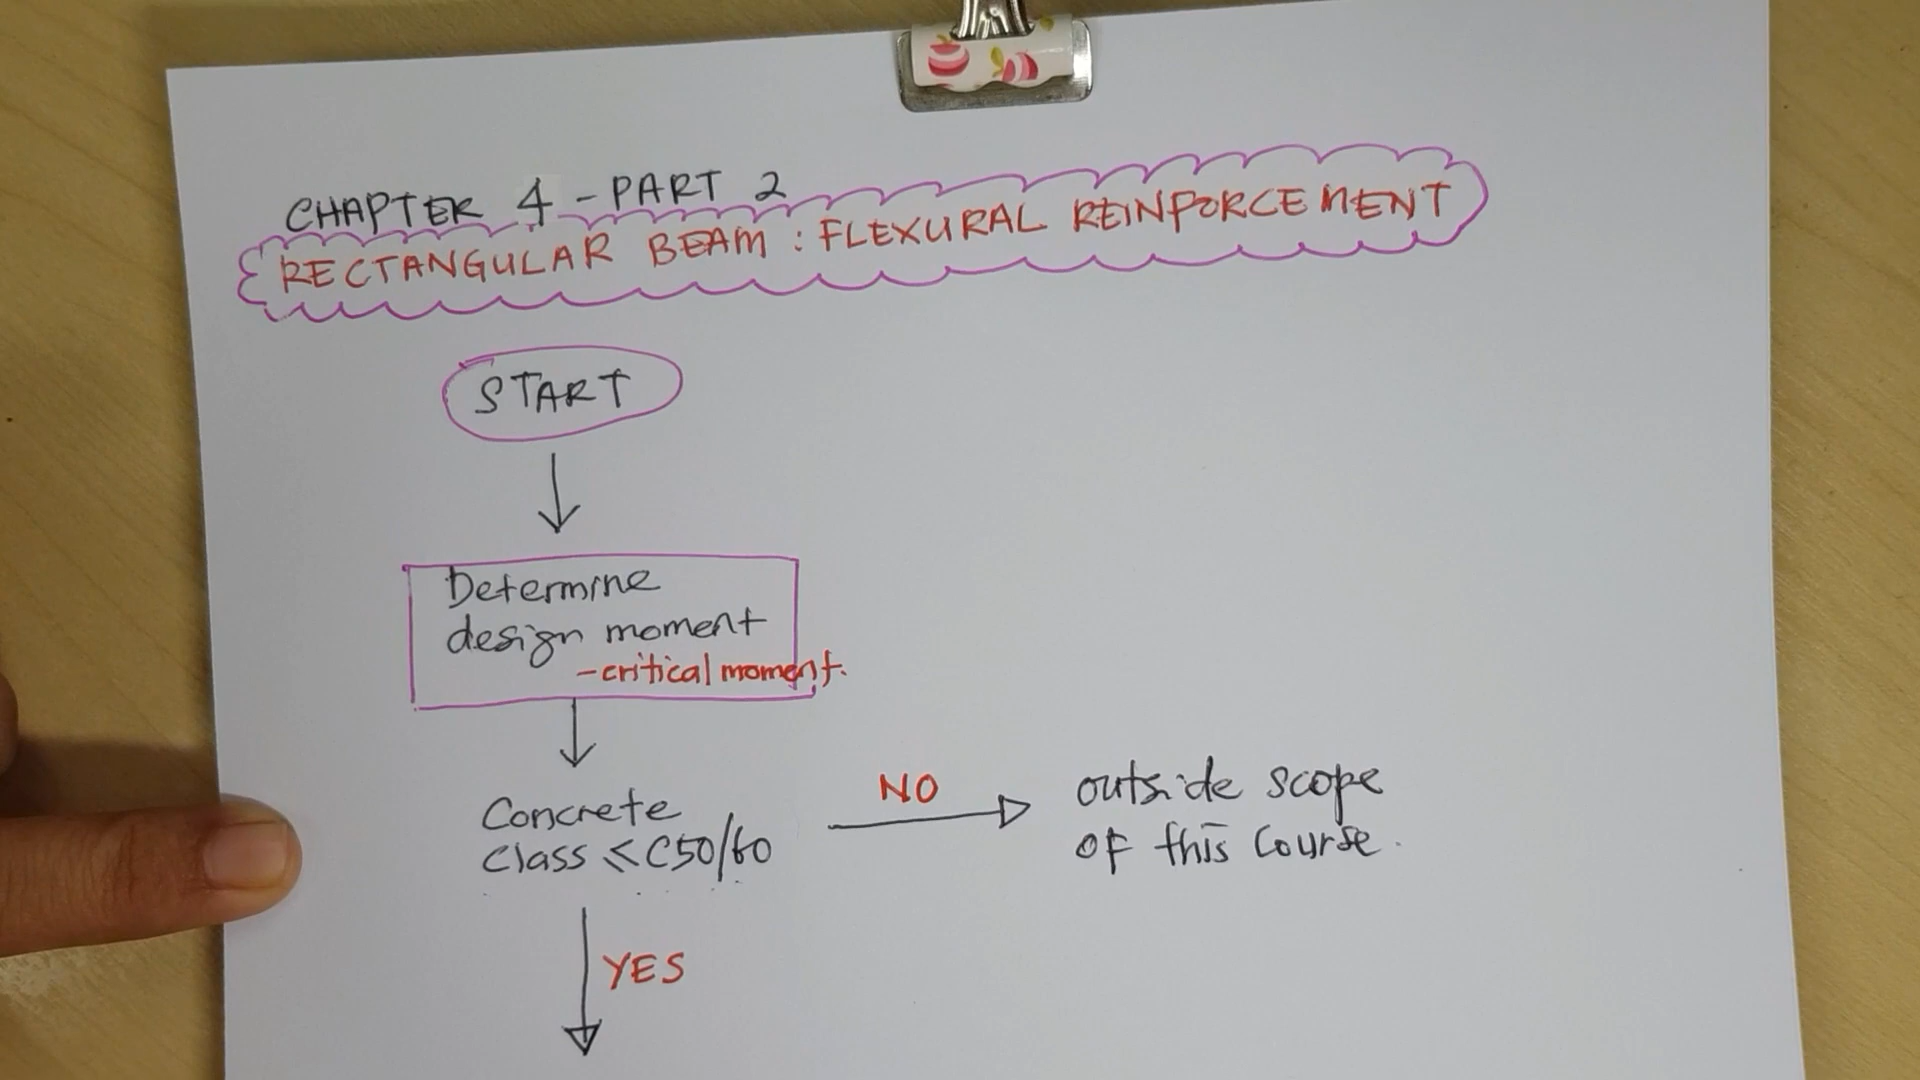 CHAPTER 4 - PART 2
RECTANGULAR BEAM : FLEXURAL REINFORCEMENT
START
Determine
design moment
- critical moment.
Concrete
class ≤ C50/60
NO
outside scope
of this course.
YES